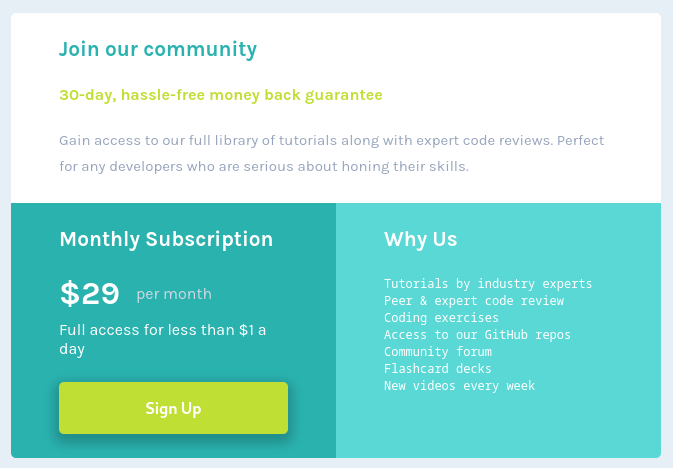 Join our community
30-day, hassle-free money back guarantee
Gain access to our full library of tutorials along with expert code reviews. Perfect
for any developers who are serious about honing their skills.
Monthly Subscription
$29 per month
Full access for less than $1 a
day
Sign Up
Why Us
Tutorials by industry experts
Peer & expert code review
Coding exercises
Access to our GitHub repos
Community forum
Flashcard decks
New videos every week